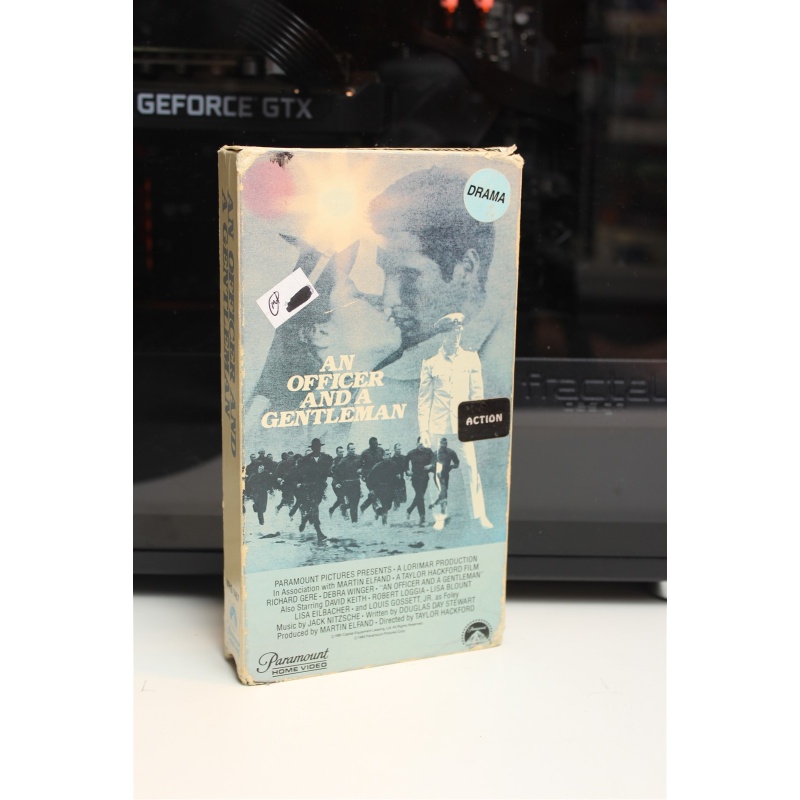 GEFORCE GTX
fractal
design
DRAMA
AN OFFICER AND
A GENTLEMAN
AN
OFFICER
AND A
GENTLEMAN
ACTION
PARAMOUNT PICTURES PRESENTS • A LORIMAR PRODUCTION
In Association with MARTIN ELFAND • A TAYLOR HACKFORD FILM
RICHARD GERE • DEBRA WINGER • "AN OFFICER AND A GENTLEMAN"
Also Starring DAVID KEITH • ROBERT LOGGIA • LISA BLOUNT
LISA EILBACHER • and LOUIS GOSSETT, JR. as Foley
Music by JACK NITZSCHE • Written by DOUGLAS DAY STEWART
Produced by MARTIN ELFAND • Directed by TAYLOR HACKFORD
Paramount
HOME VIDEO